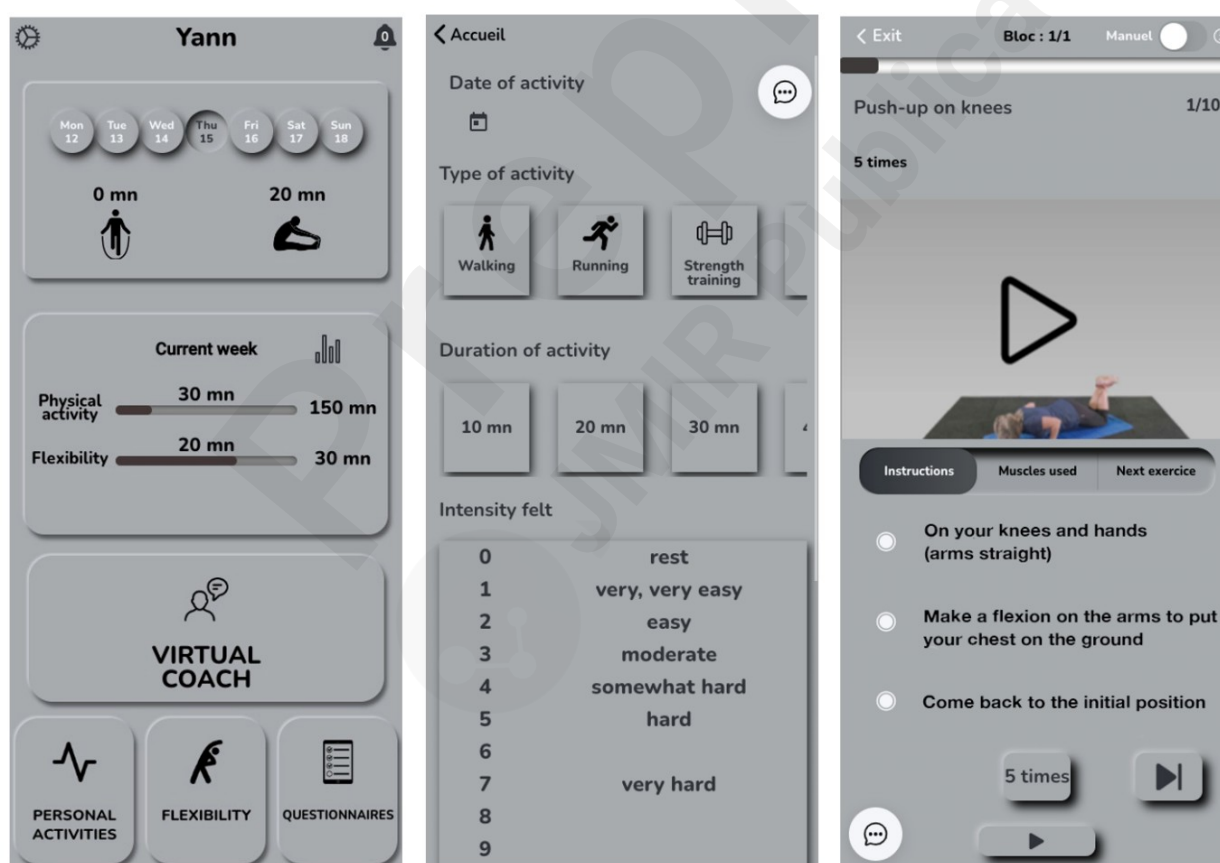 Yann
0
Mon
12
Tue
13
Wed
14
Thu
15
Fri
16
Sat
17
Sun
18
0 mn
20 mn
Current week
Physical
activity
30 mn
150 mn
Flexibility
20 mn
30 mn
VIRTUAL
COACH
PERSONAL
ACTIVITIES
FLEXIBILITY
QUESTIONNAIRES
Accueil
Date of activity
Type of activity
Walking
Running
Strength
training
Duration of activity
10 mn
20 mn
30 mn
Intensity felt
0 rest
1 very, very easy
2 easy
3 moderate
4 somewhat hard
5 hard
6
7 very hard
8
9
Exit
Bloc : 1/1
Manuel
Push-up on knees
1/10
5 times
Instructions
Muscles used
Next exercice
On your knees and hands
(arms straight)
Make a flexion on the arms to put
your chest on the ground
Come back to the initial position
5 times
Prepr
JMIR Publica